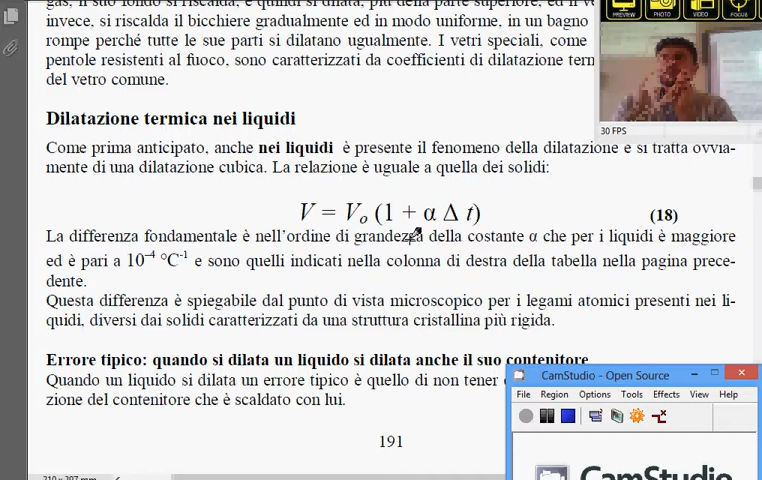 gas, il suo fondo si riscalda, e quindi si dilata, più della parte superiore, ed il ve
invece, si riscalda il bicchiere gradualmente ed in modo uniforme, in un bagno
rompe perché tutte le sue parti si dilatano ugualmente. I vetri speciali, come
pentole resistenti al fuoco, sono caratterizzati da coefficienti di dilatazione term
del vetro comune.
PREVIEW PHOTO VIDEO FOCUS
30 FPS
Dilatazione termica nei liquidi
Come prima anticipato, anche nei liquidi è presente il fenomeno della dilatazione e si tratta ovvia-
mente di una dilatazione cubica. La relazione è uguale a quella dei solidi:
V = Vo (1 + α Δ t) (18)
La differenza fondamentale è nell'ordine di grandezza della costante α che per i liquidi è maggiore
ed è pari a 10⁻⁴ °C⁻¹ e sono quelli indicati nella colonna di destra della tabella nella pagina prece-
dente.
Questa differenza è spiegabile dal punto di vista microscopico per i legami atomici presenti nei li-
quidi, diversi dai solidi caratterizzati da una struttura cristallina più rigida.
Errore tipico: quando si dilata un liquido si dilata anche il suo contenitore
Quando un liquido si dilata un errore tipico è quello di non tener
zione del contenitore che è scaldato con lui.
191
CamStudio - Open Source
File Region Options Tools Effects View Help
CamStudio
210 x 297 mm